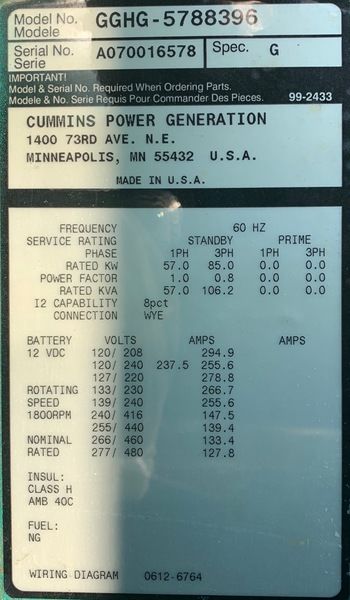 Model No. GGHG-5788396
Modele
Serial No. A070016578 Spec. G
Serie
IMPORTANT!
Model & Serial No. Required When Ordering Parts.
Modele & No. Serie Requis Pour Commander Des Pieces. 99-2433
CUMMINS POWER GENERATION
1400 73RD AVE. N.E.
MINNEAPOLIS, MN 55432 U.S.A.
MADE IN U.S.A.
FREQUENCY 60 HZ
SERVICE RATING STANDBY PRIME
PHASE 1PH 3PH 1PH 3PH
RATED KW 57.0 85.0 0.0 0.0
POWER FACTOR 1.0 0.8 0.0 0.0
RATED KVA 57.0 106.2 0.0 0.0
I2 CAPABILITY 8pct
CONNECTION WYE
BATTERY VOLTS AMPS AMPS
12 VDC 120/ 208 294.9
120/ 240 237.5 255.6
127/ 220 278.8
ROTATING 133/ 230 266.7
SPEED 139/ 240 255.6
1800RPM 240/ 416 147.5
255/ 440 139.4
NOMINAL 266/ 460 133.4
RATED 277/ 480 127.8
INSUL:
CLASS H
AMB 40C
FUEL:
NG
WIRING DIAGRAM 0612-6764